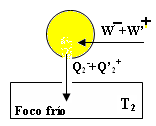 W⁻+W'⁺
Q₂⁻+Q'₂⁺
Foco frío T₂